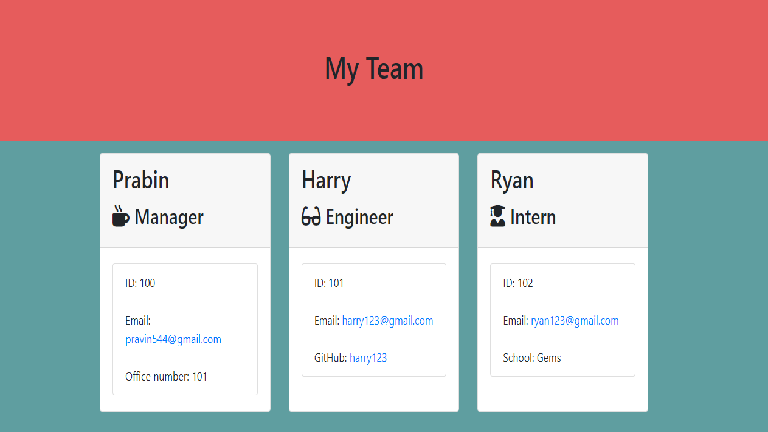 My Team
Prabin
Manager
ID: 100
Email:
pravin544@gmail.com
Office number: 101
Harry
Engineer
ID: 101
Email: harry123@gmail.com
GitHub: harry123
Ryan
Intern
ID: 102
Email: ryan123@gmail.com
School: Gems